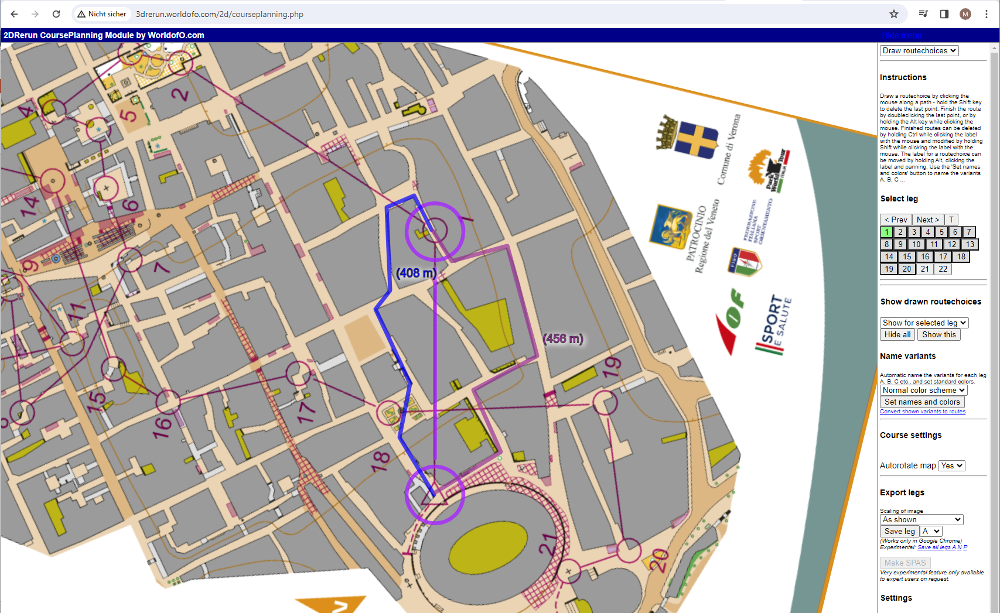 Nicht sicher
3drerun.worldofo.com/2d/courseplanning.php
M
2DRerun CoursePlanning Module by WorldofO.com
Hide menu
Draw routechoices
Instructions
Draw a routechoice by clicking the
mouse along a path - hold the Shift key
to delete the last point. Finish the route
by doubleclicking the last point, or by
holding the Alt key while clicking the
mouse. Finished routes can be deleted
by holding Ctrl while clicking the label
with the mouse and modified by holding
Shift while clicking the label with the
mouse. The label for a routechoice can
be moved by holding Alt, clicking the
label and panning. Use the 'Set names
and colors' button to name the variants
A, B, C ...
Select leg
< Prev Next > T
1 2 3 4 5 6 7
8 9 10 11 12 13
14 15 16 17 18
19 20 21 22
Show drawn routechoices
Show for selected leg
Hide all Show this
Name variants
Automatic name the variants for each leg
A, B, C etc., and set standard colors.
Normal color scheme
Set names and colors
Convert shown variants to routes
Course settings
Autorotate map Yes
Export legs
Scaling of image
As shown
Save leg A
(Works only in Google Chrome)
Experimental: Save all legs A N P
Make SPAS
Very experimental feature only available
to expert users on request.
Settings
2
4
5
14
6
9
7
11
1
(408 m)
(456 m)
15
16
17
18
19
20
21
Comune di Verona
Park World Tour
ITALIA
PATROCINIO
Regione del Veneto
FEDERAZIONE
ITALIANA
SPORT
ORIENTAMENTO
FISO
IOF
SPORT
E SALUTE